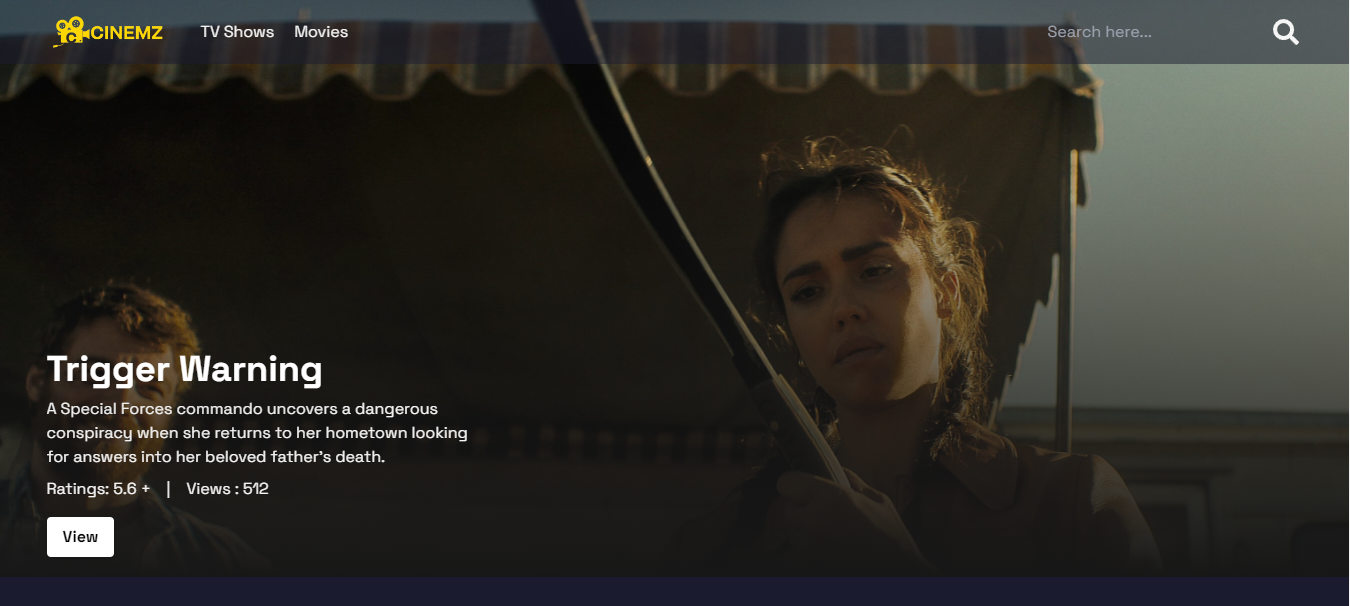 CINEMZ
TV Shows
Movies
Search here...
Trigger Warning
A Special Forces commando uncovers a dangerous
conspiracy when she returns to her hometown looking
for answers into her beloved father's death.
Ratings: 5.6 + | Views : 512
View